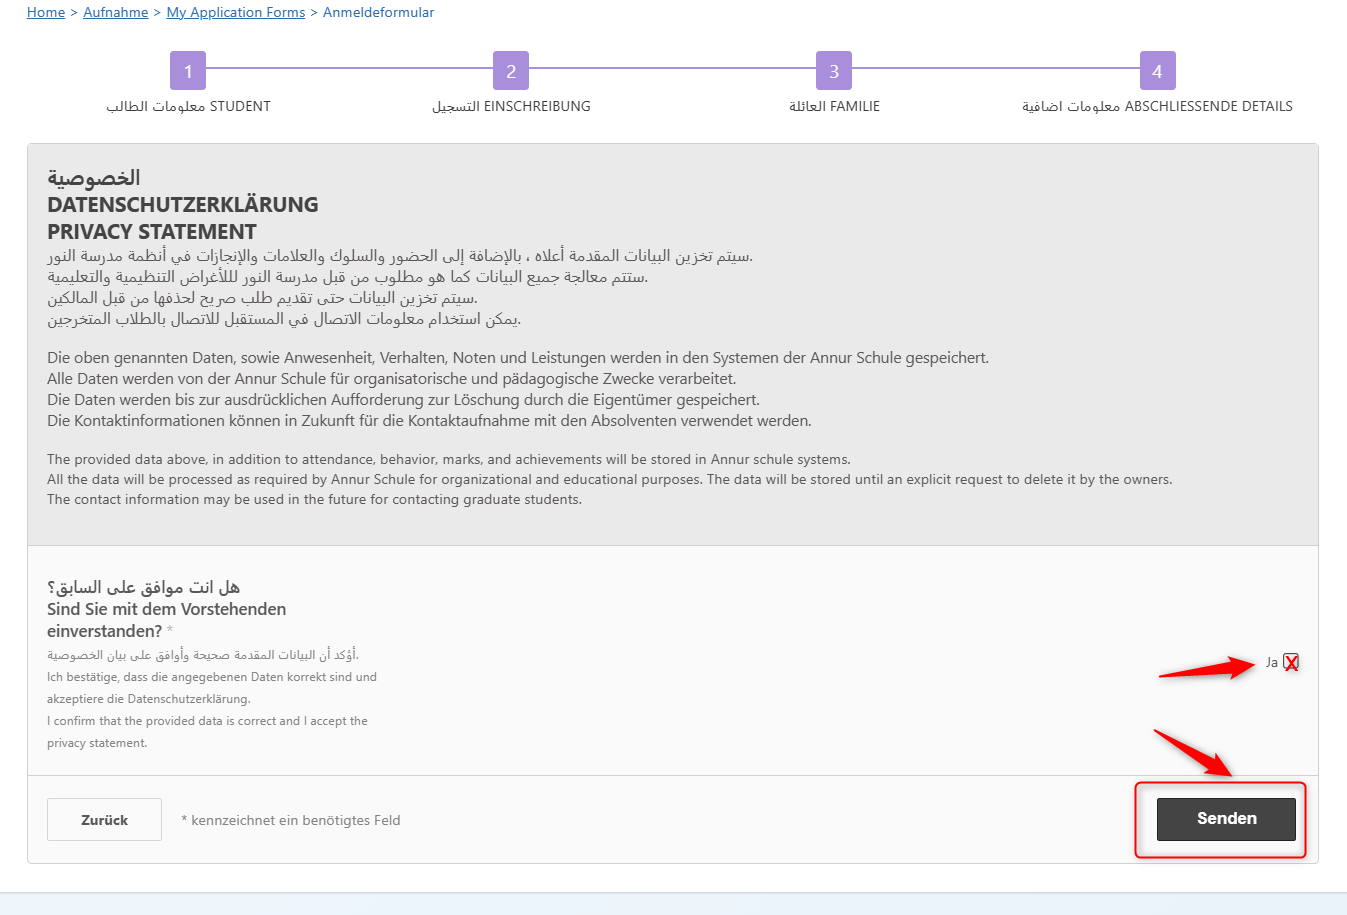 Home > Aufnahme > My Application Forms > Anmeldeformular
1
2
3
4
معلومات الطالب STUDENT
التسجيل EINSCHREIBUNG
العائلة FAMILIE
معلومات اضافية ABSCHLIESSENDE DETAILS
الخصوصية
DATENSCHUTZERKLÄRUNG
PRIVACY STATEMENT
سيتم تخزين البيانات المقدمة أعلاه ، بالإضافة إلى الحضور والسلوك والعلامات والإنجازات في أنظمة مدرسة النور.
ستتم معالجة جميع البيانات كما هو مطلوب من قبل مدرسة النور لللأغراض التنظيمية والتعليمية.
سيتم تخزين البيانات حتى تقديم طلب صريح لحذفها من قبل المالكين.
يمكن استخدام معلومات الاتصال في المستقبل للاتصال بالطلاب المتخرجين.
Die oben genannten Daten, sowie Anwesenheit, Verhalten, Noten und Leistungen werden in den Systemen der Annur Schule gespeichert.
Alle Daten werden von der Annur Schule für organisatorische und pädagogische Zwecke verarbeitet.
Die Daten werden bis zur ausdrücklichen Aufforderung zur Löschung durch die Eigentümer gespeichert.
Die Kontaktinformationen können in Zukunft für die Kontaktaufnahme mit den Absolventen verwendet werden.
The provided data above, in addition to attendance, behavior, marks, and achievements will be stored in Annur schule systems.
All the data will be processed as required by Annur Schule for organizational and educational purposes. The data will be stored until an explicit request to delete it by the owners.
The contact information may be used in the future for contacting graduate students.
هل انت موافق على السابق؟
Sind Sie mit dem Vorstehenden
einverstanden? *
أؤكد أن البيانات المقدمة صحيحة وأوافق على بيان الخصوصية.
Ich bestätige, dass die angegebenen Daten korrekt sind und
akzeptiere die Datenschutzerklärung.
I confirm that the provided data is correct and I accept the
privacy statement.
Ja X
Zurück
* kennzeichnet ein benötigtes Feld
Senden